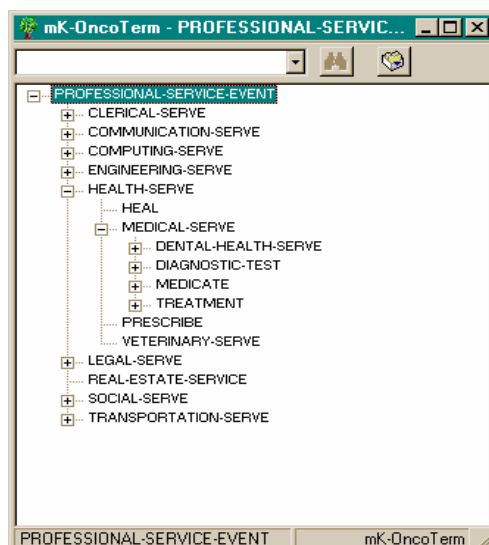 mK-OncoTerm - PROFESSIONAL-SERVIC...
PROFESSIONAL-SERVICE-EVENT
CLERICAL-SERVE
COMMUNICATION-SERVE
COMPUTING-SERVE
ENGINEERING-SERVE
HEALTH-SERVE
HEAL
MEDICAL-SERVE
DENTAL-HEALTH-SERVE
DIAGNOSTIC-TEST
MEDICATE
TREATMENT
PRESCRIBE
VETERINARY-SERVE
LEGAL-SERVE
REAL-ESTATE-SERVICE
SOCIAL-SERVE
TRANSPORTATION-SERVE
PROFESSIONAL-SERVICE-EVENT mK-OncoTerm